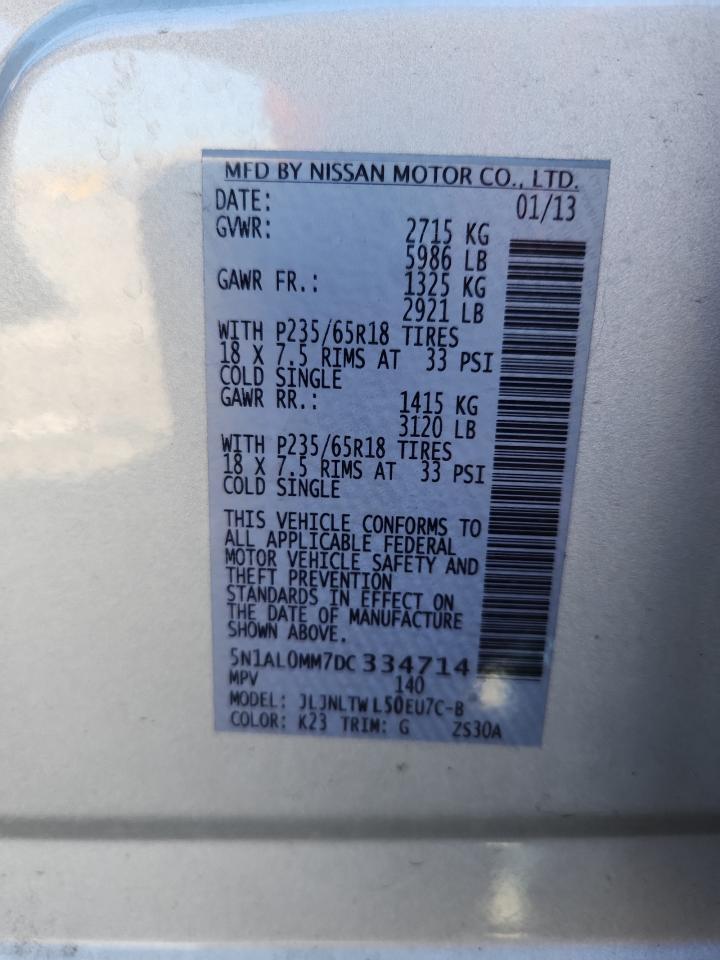 MFD BY NISSAN MOTOR CO., LTD.
DATE: 01/13
GVWR: 2715 KG
5986 LB
GAWR FR.: 1325 KG
2921 LB
WITH P235/65R18 TIRES
18 X 7.5 RIMS AT 33 PSI
COLD SINGLE
GAWR RR.: 1415 KG
3120 LB
WITH P235/65R18 TIRES
18 X 7.5 RIMS AT 33 PSI
COLD SINGLE
THIS VEHICLE CONFORMS TO
ALL APPLICABLE FEDERAL
MOTOR VEHICLE SAFETY AND
THEFT PREVENTION
STANDARDS IN EFFECT ON
THE DATE OF MANUFACTURE
SHOWN ABOVE.
5N1AL0MM7DC334714
MPV 140
MODEL: JLJNLTWL50EU7C-B
COLOR: K23 TRIM: G ZS30A